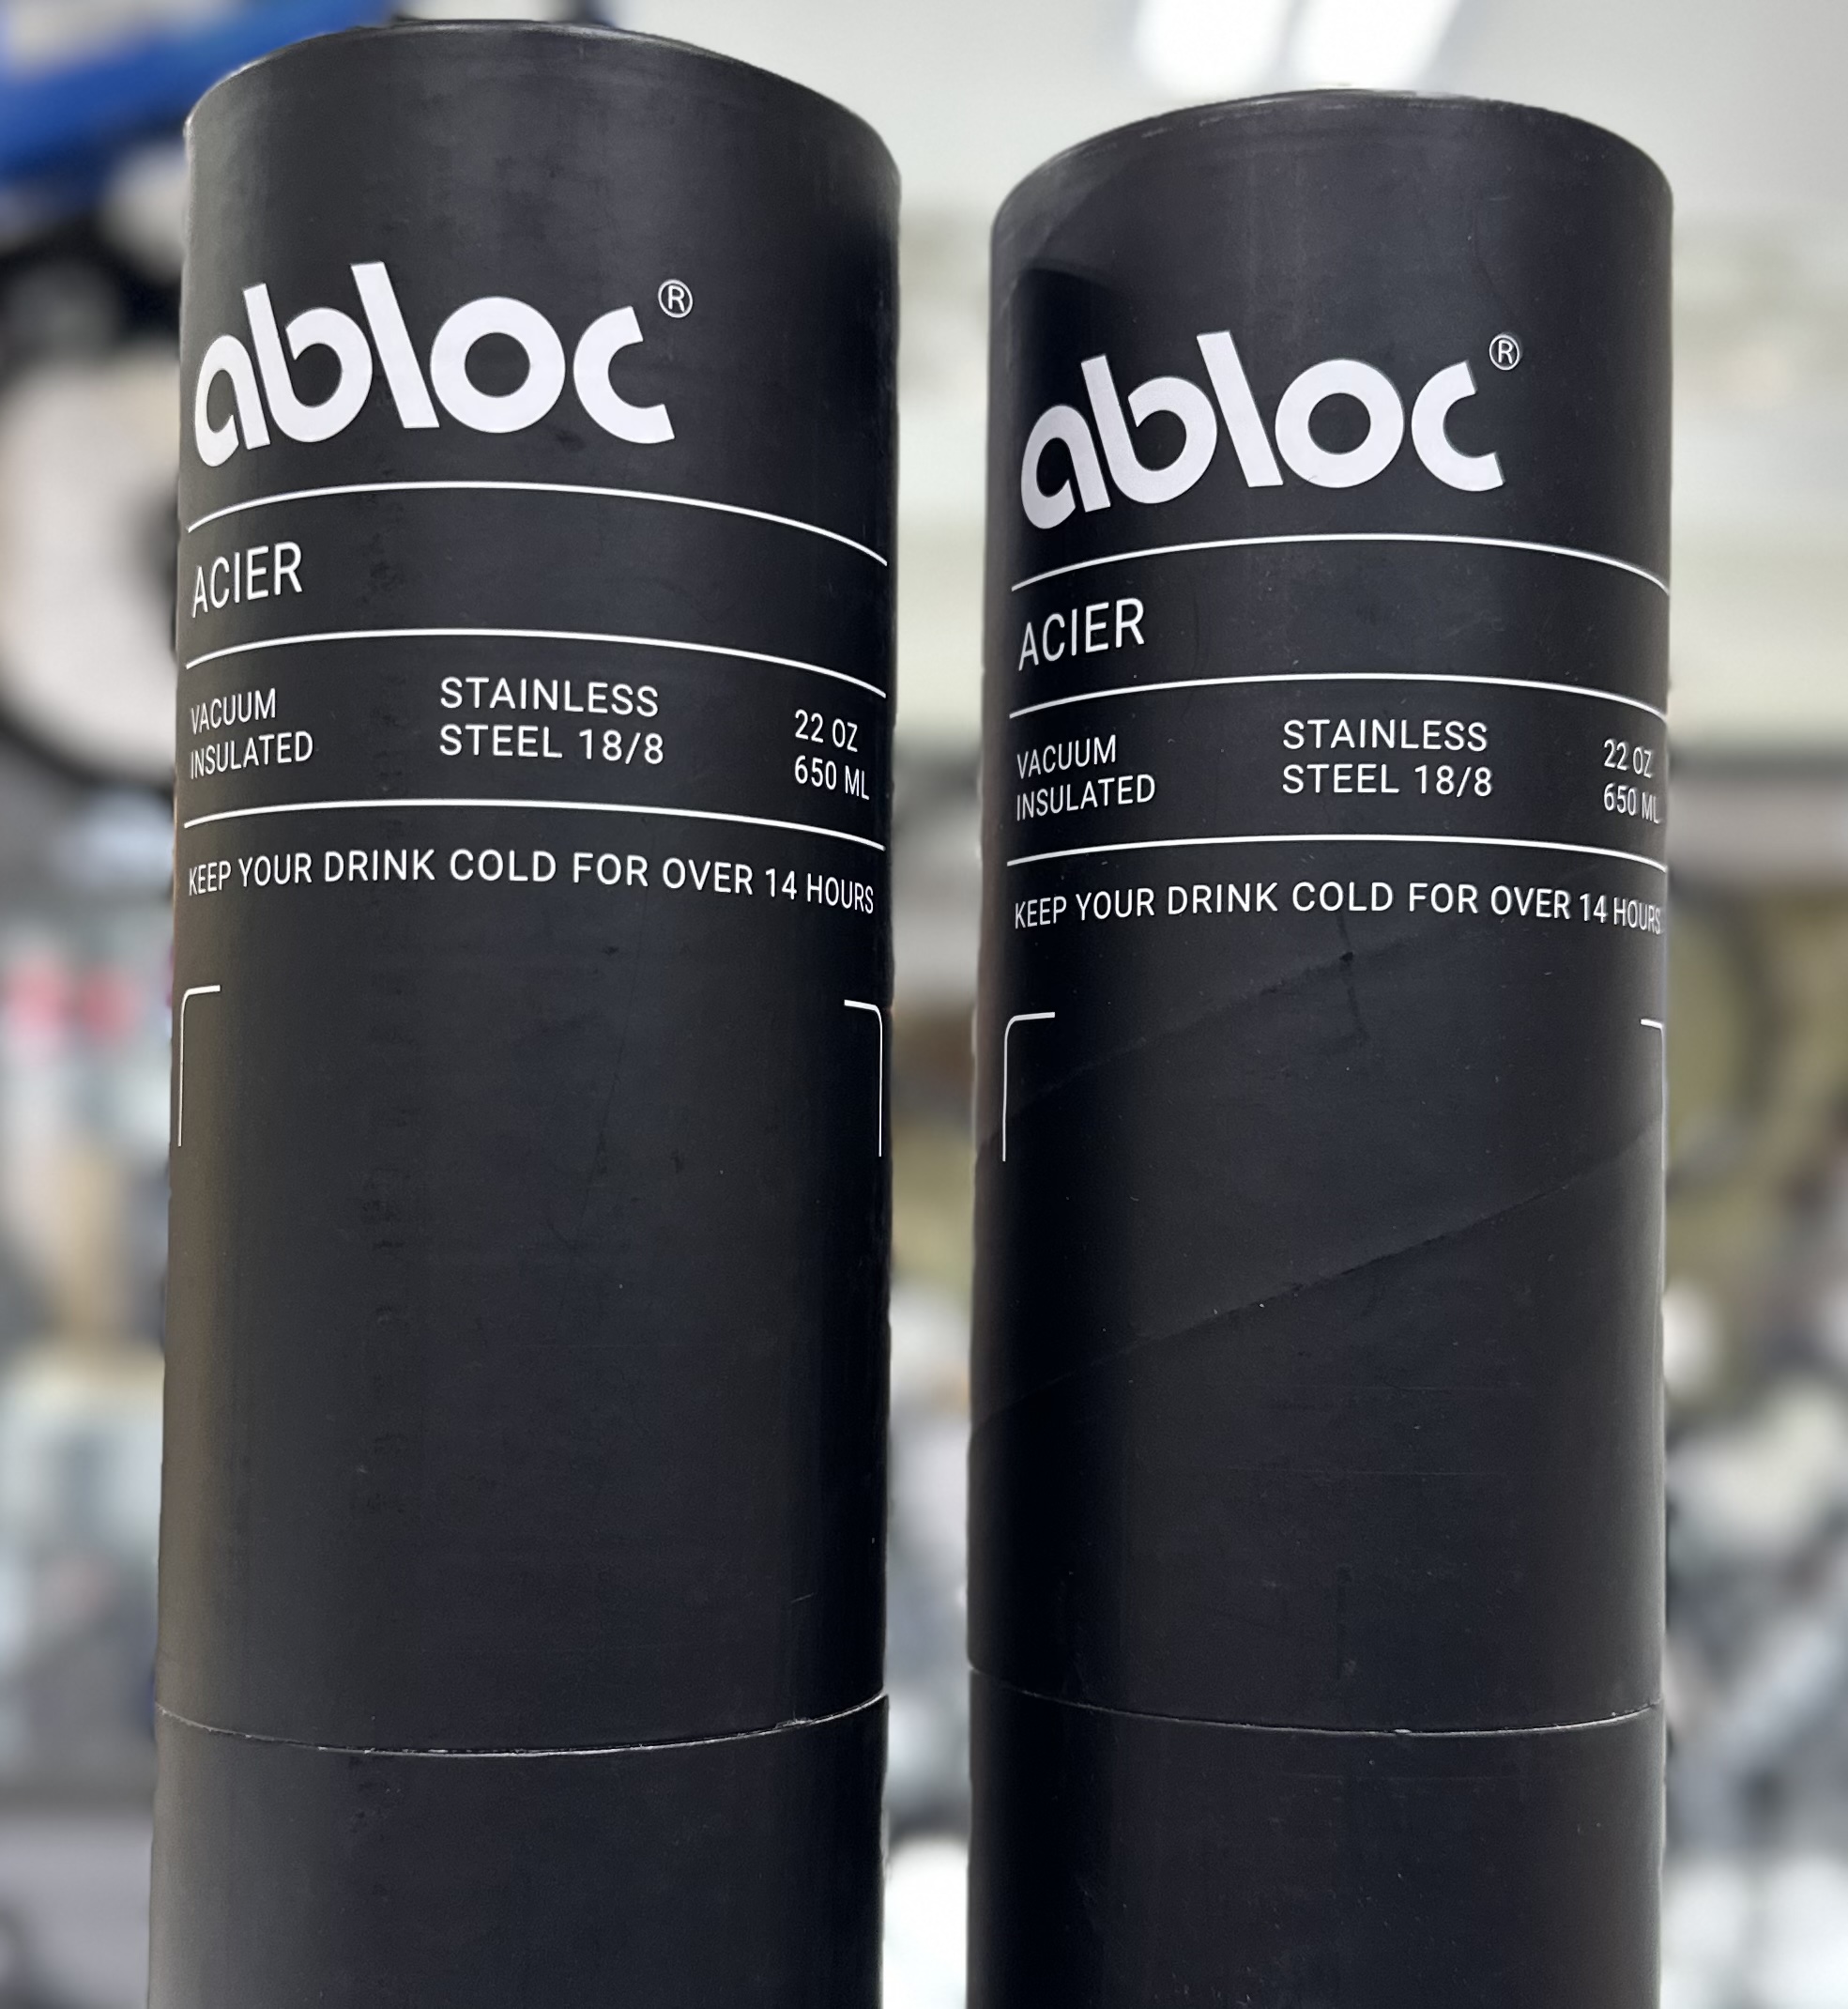 abloc®
ACIER
VACUUM
INSULATED
STAINLESS
STEEL 18/8
22 OZ
650 ML
KEEP YOUR DRINK COLD FOR OVER 14 HOURS
abloc®
ACIER
VACUUM
INSULATED
STAINLESS
STEEL 18/8
22 OZ
650 ML
KEEP YOUR DRINK COLD FOR OVER 14 HOURS